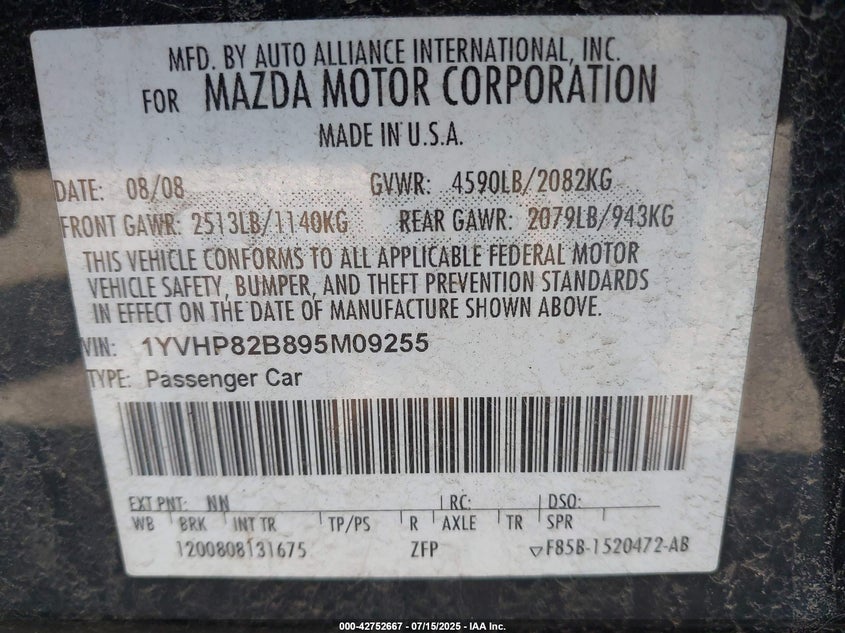 MFD. BY AUTO ALLIANCE INTERNATIONAL, INC.
FOR MAZDA MOTOR CORPORATION
MADE IN U.S.A.
DATE: 08/08 GVWR: 4590LB/2082KG
FRONT GAWR: 2513LB/1140KG REAR GAWR: 2079LB/943KG
THIS VEHICLE CONFORMS TO ALL APPLICABLE FEDERAL MOTOR
VEHICLE SAFETY, BUMPER, AND THEFT PREVENTION STANDARDS
IN EFFECT ON THE DATE OF MANUFACTURE SHOWN ABOVE.
VIN: 1YVHP82B895M09255
TYPE: Passenger Car
EXT PNT: NN RC: DSO:
WB BRK INT TR TP/PS R AXLE TR SPR
1200808131675 ZFP ▽F85B-1520472-AB
000-42752667 - 07/15/2025 - IAA Inc.